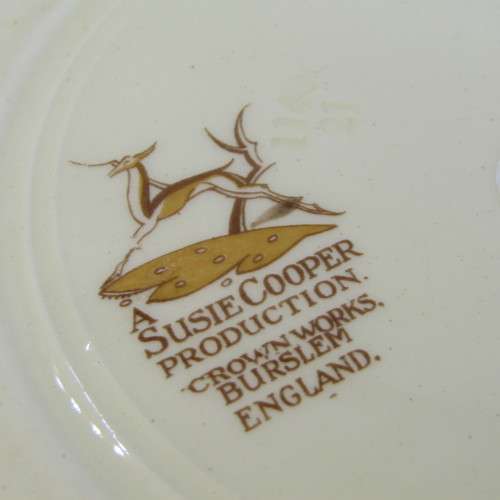 A
SUSIE COOPER
PRODUCTION.
CROWN WORKS.
BURSLEM
ENGLAND.